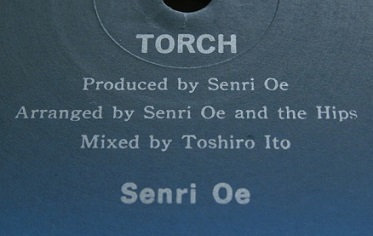 TORCH
Produced by Senri Oe
Arranged by Senri Oe and the Hips
Mixed by Toshiro Ito
Senri Oe